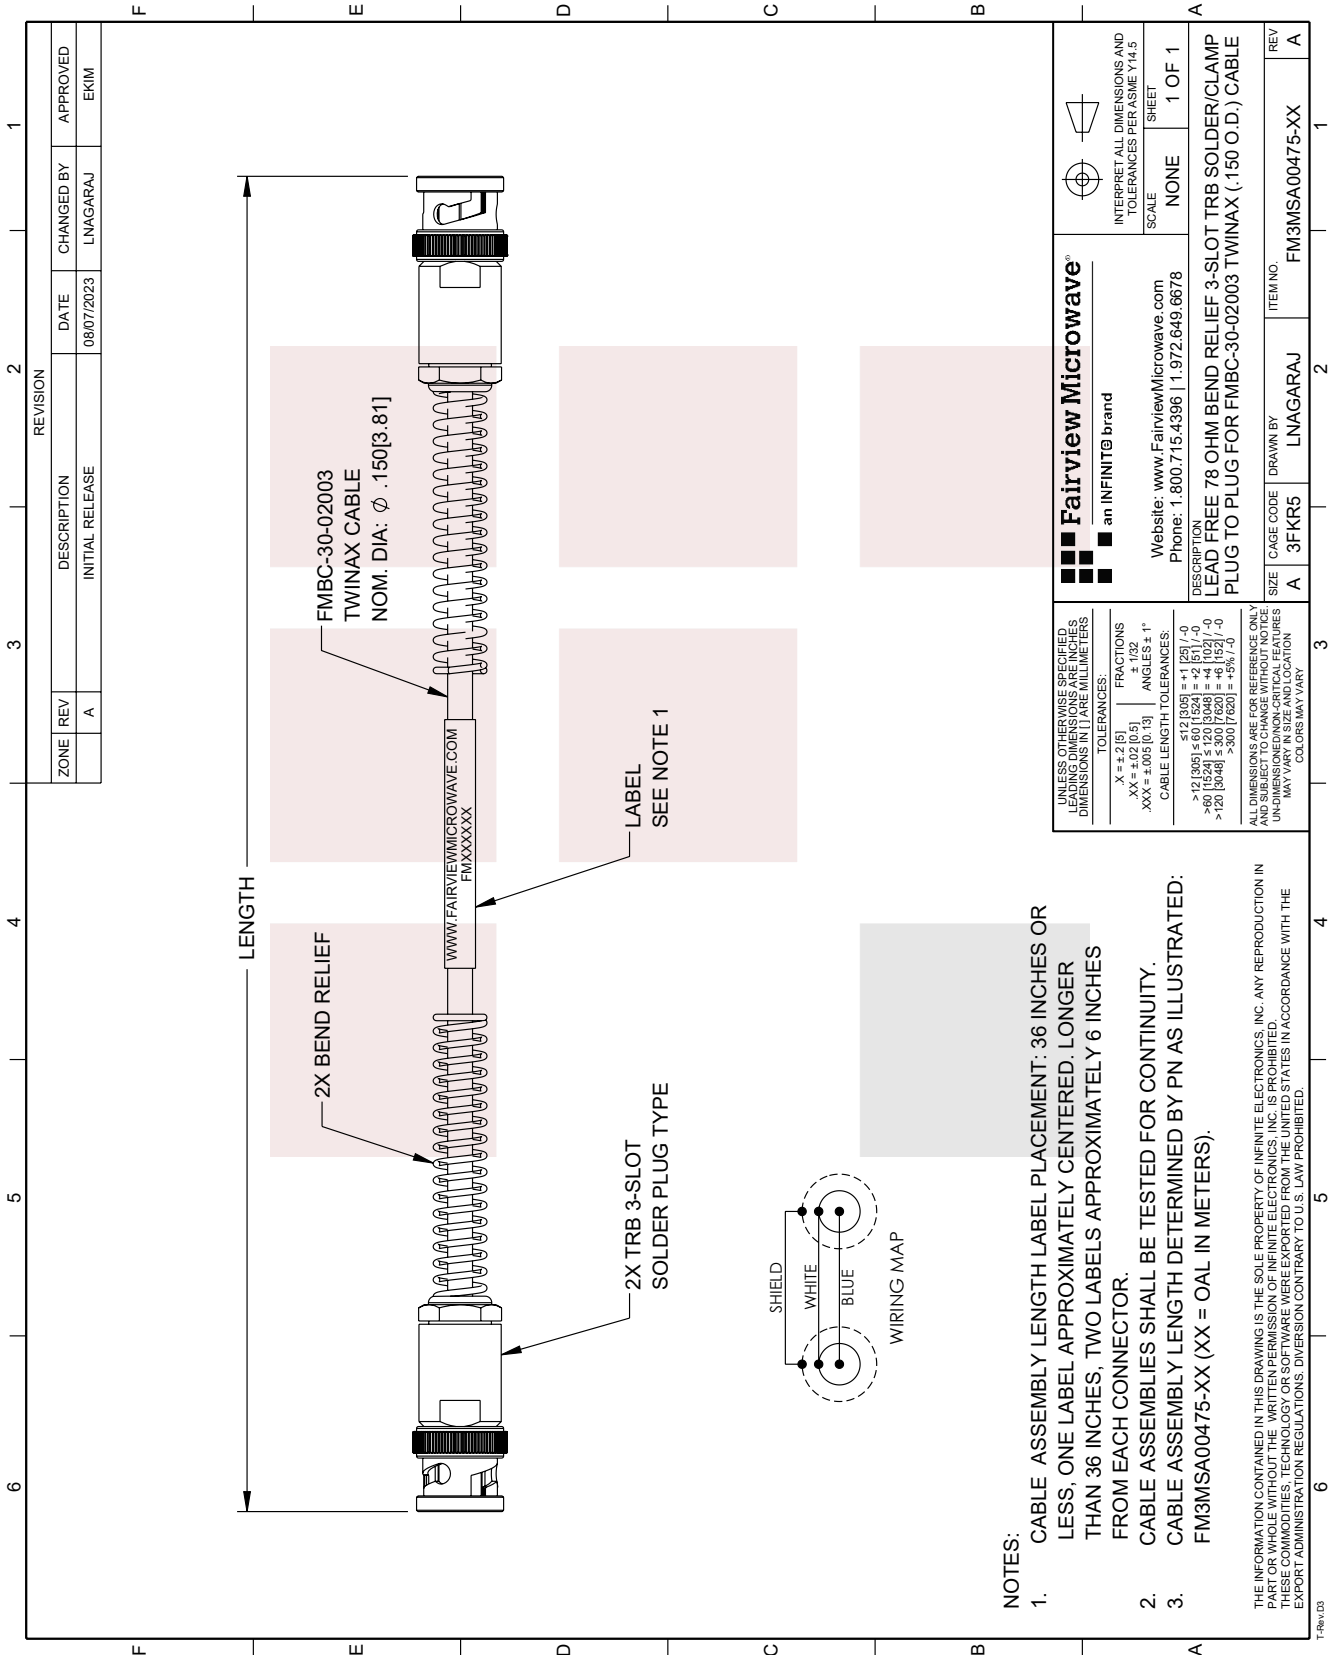 6
5
4
3
2
1
REVISION
ZONE
REV
DESCRIPTION
DATE
CHANGED BY
APPROVED
A
INITIAL RELEASE
08/07/2023
LNAGARAJ
EKIM
F
E
D
C
B
A
F
E
D
C
B
A
LENGTH
2X BEND RELIEF
FMBC-30-02003
TWINAX CABLE
NOM. DIA: Ø .150[3.81]
WWW.FAIRVIEWMICROWAVE.COM
FMXXXXXX
2X TRB 3-SLOT
SOLDER PLUG TYPE
LABEL
SEE NOTE 1
SHIELD
WHITE
BLUE
WIRING MAP
NOTES:
1. CABLE ASSEMBLY LENGTH LABEL PLACEMENT: 36 INCHES OR
LESS, ONE LABEL APPROXIMATELY CENTERED. LONGER
THAN 36 INCHES, TWO LABELS APPROXIMATELY 6 INCHES
FROM EACH CONNECTOR.
2. CABLE ASSEMBLIES SHALL BE TESTED FOR CONTINUITY.
3. CABLE ASSEMBLY LENGTH DETERMINED BY PN AS ILLUSTRATED:
FM3MSA00475-XX (XX = OAL IN METERS).
THE INFORMATION CONTAINED IN THIS DRAWING IS THE SOLE PROPERTY OF INFINITE ELECTRONICS, INC. ANY REPRODUCTION IN
PART OR WHOLE WITHOUT THE WRITTEN PERMISSION OF INFINITE ELECTRONICS, INC. IS PROHIBITED.
THESE COMMODITIES, TECHNOLOGY OR SOFTWARE WERE EXPORTED FROM THE UNITED STATES IN ACCORDANCE WITH THE
EXPORT ADMINISTRATION REGULATIONS. DIVERSION CONTRARY TO U.S. LAW PROHIBITED.
UNLESS OTHERWISE SPECIFIED
LEADING DIMENSIONS ARE INCHES
DIMENSIONS IN [ ] ARE MILLIMETERS
TOLERANCES:
.X = ±.2 [5]
.XX = ±.02 [0.5]
.XXX = ±.005 [0.13]
FRACTIONS
± 1/32
ANGLES ± 1°
CABLE LENGTH TOLERANCES:
≤12 [305] = +1 [25] / -0
>12 [305] ≤ 60 [1524] = +2 [51] / -0
>60 [1524] ≤ 120 [3048] = +4 [102] / -0
>120 [3048] ≤ 300 [7620] = +6 [152] / -0
>300 [7620] = +5% / -0
ALL DIMENSIONS ARE FOR REFERENCE ONLY
AND SUBJECT TO CHANGE WITHOUT NOTICE.
UN-DIMENSIONED/NON-CRITICAL FEATURES
MAY VARY IN SIZE AND LOCATION
COLORS MAY VARY
Fairview Microwave®
an INFINIT® brand
Website: www.FairviewMicrowave.com
Phone: 1.800.715.4396 | 1.972.649.6678
INTERPRET ALL DIMENSIONS AND
TOLERANCES PER ASME Y14.5
SCALE
NONE
SHEET
1 OF 1
DESCRIPTION
LEAD FREE 78 OHM BEND RELIEF 3-SLOT TRB SOLDER/CLAMP
PLUG TO PLUG FOR FMBC-30-02003 TWINAX (.150 O.D.) CABLE
SIZE
A
CAGE CODE
3FKR5
DRAWN BY
LNAGARAJ
ITEM NO.
FM3MSA00475-XX
REV
A
T-Rev.D3
6
5
4
3
2
1